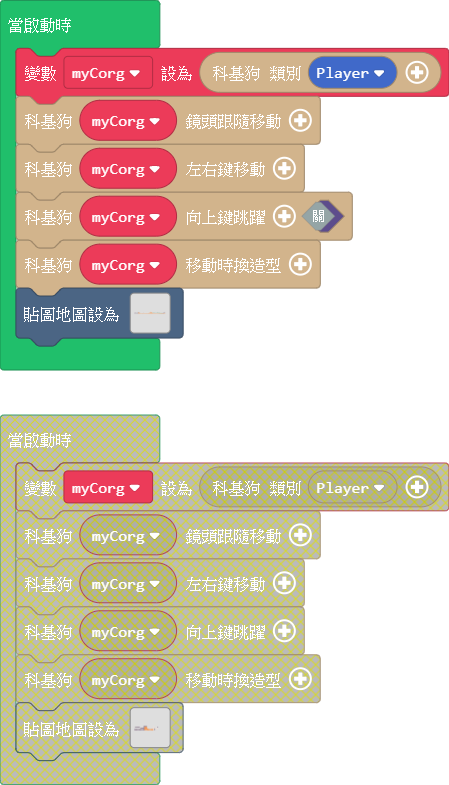 當啟動時
變數 myCorg 設為 科基狗 類別 Player
科基狗 myCorg 鏡頭跟隨移動
科基狗 myCorg 左右鍵移動
科基狗 myCorg 向上鍵跳躍 關
科基狗 myCorg 移動時換造型
貼圖地圖設為
當啟動時
變數 myCorg 設為 科基狗 類別 Player
科基狗 myCorg 鏡頭跟隨移動
科基狗 myCorg 左右鍵移動
科基狗 myCorg 向上鍵跳躍
科基狗 myCorg 移動時換造型
貼圖地圖設為